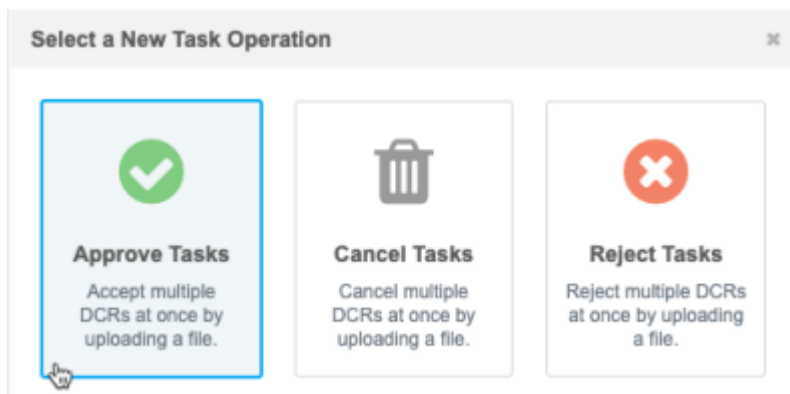 Select a New Task Operation
Approve Tasks
Accept multiple
DCRs at once by
uploading a file.
Cancel Tasks
Cancel multiple
DCRs at once by
uploading a file.
Reject Tasks
Reject multiple DCRs
at once by uploading
a file.